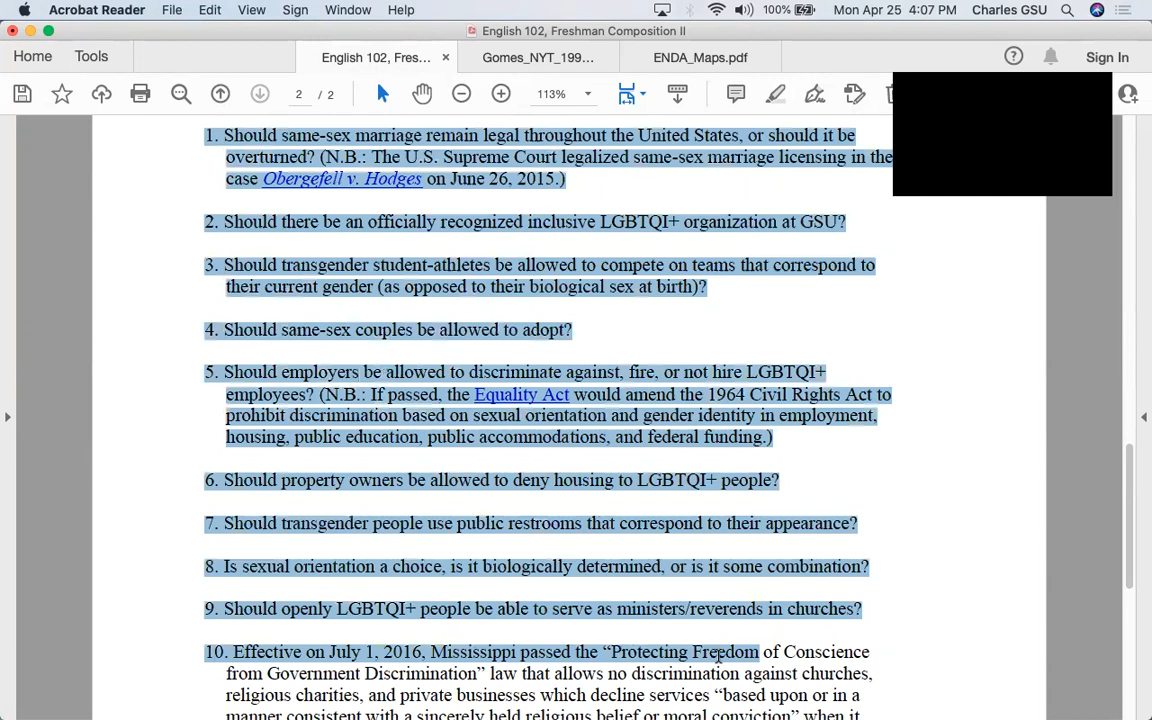 Acrobat Reader File Edit View Sign Window Help 100% Mon Apr 25 4:07 PM Charles GSU
English 102, Freshman Composition II
Home Tools English 102, Fres... × Gomes_NYT_199... ENDA_Maps.pdf ? Sign In
2 / 2 113%
1. Should same-sex marriage remain legal throughout the United States, or should it be
overturned? (N.B.: The U.S. Supreme Court legalized same-sex marriage licensing in the
case Obergefell v. Hodges on June 26, 2015.)
2. Should there be an officially recognized inclusive LGBTQI+ organization at GSU?
3. Should transgender student-athletes be allowed to compete on teams that correspond to
their current gender (as opposed to their biological sex at birth)?
4. Should same-sex couples be allowed to adopt?
5. Should employers be allowed to discriminate against, fire, or not hire LGBTQI+
employees? (N.B.: If passed, the Equality Act would amend the 1964 Civil Rights Act to
prohibit discrimination based on sexual orientation and gender identity in employment,
housing, public education, public accommodations, and federal funding.)
6. Should property owners be allowed to deny housing to LGBTQI+ people?
7. Should transgender people use public restrooms that correspond to their appearance?
8. Is sexual orientation a choice, is it biologically determined, or is it some combination?
9. Should openly LGBTQI+ people be able to serve as ministers/reverends in churches?
10. Effective on July 1, 2016, Mississippi passed the “Protecting Freedom of Conscience
from Government Discrimination” law that allows no discrimination against churches,
religious charities, and private businesses which decline services “based upon or in a
manner consistent with a sincerely held religious belief or moral conviction” when it